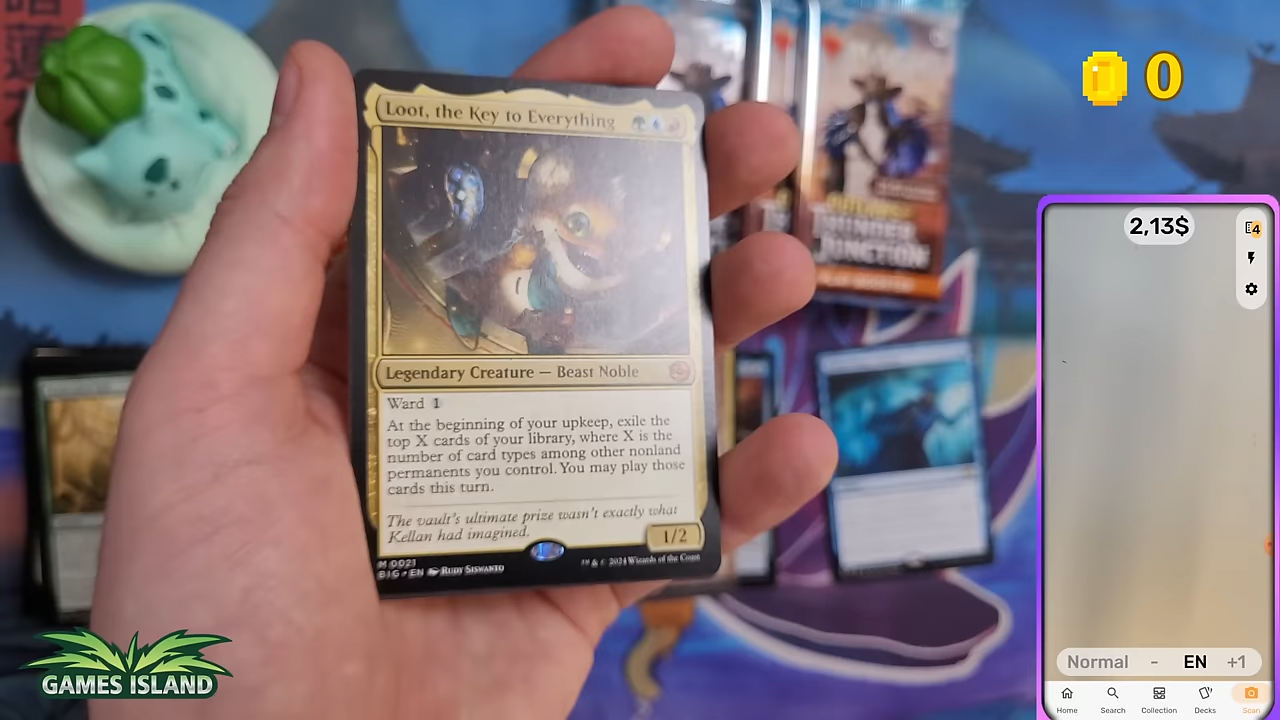 Loot, the Key to Everything
Legendary Creature — Beast Noble
Ward 1
At the beginning of your upkeep, exile the
top X cards of your library, where X is the
number of card types among other nonland
permanents you control. You may play those
cards this turn.
The vault's ultimate prize wasn't exactly what
Kellan had imagined.
1/2
M 0021
BIG • EN RUDY SISWANTO
™ & © 2024 Wizards of the Coast
THUNDER
JUNCTION
0
2,13$
4
Normal - EN +1
Home Search Collection Decks Scan
GAMES ISLAND